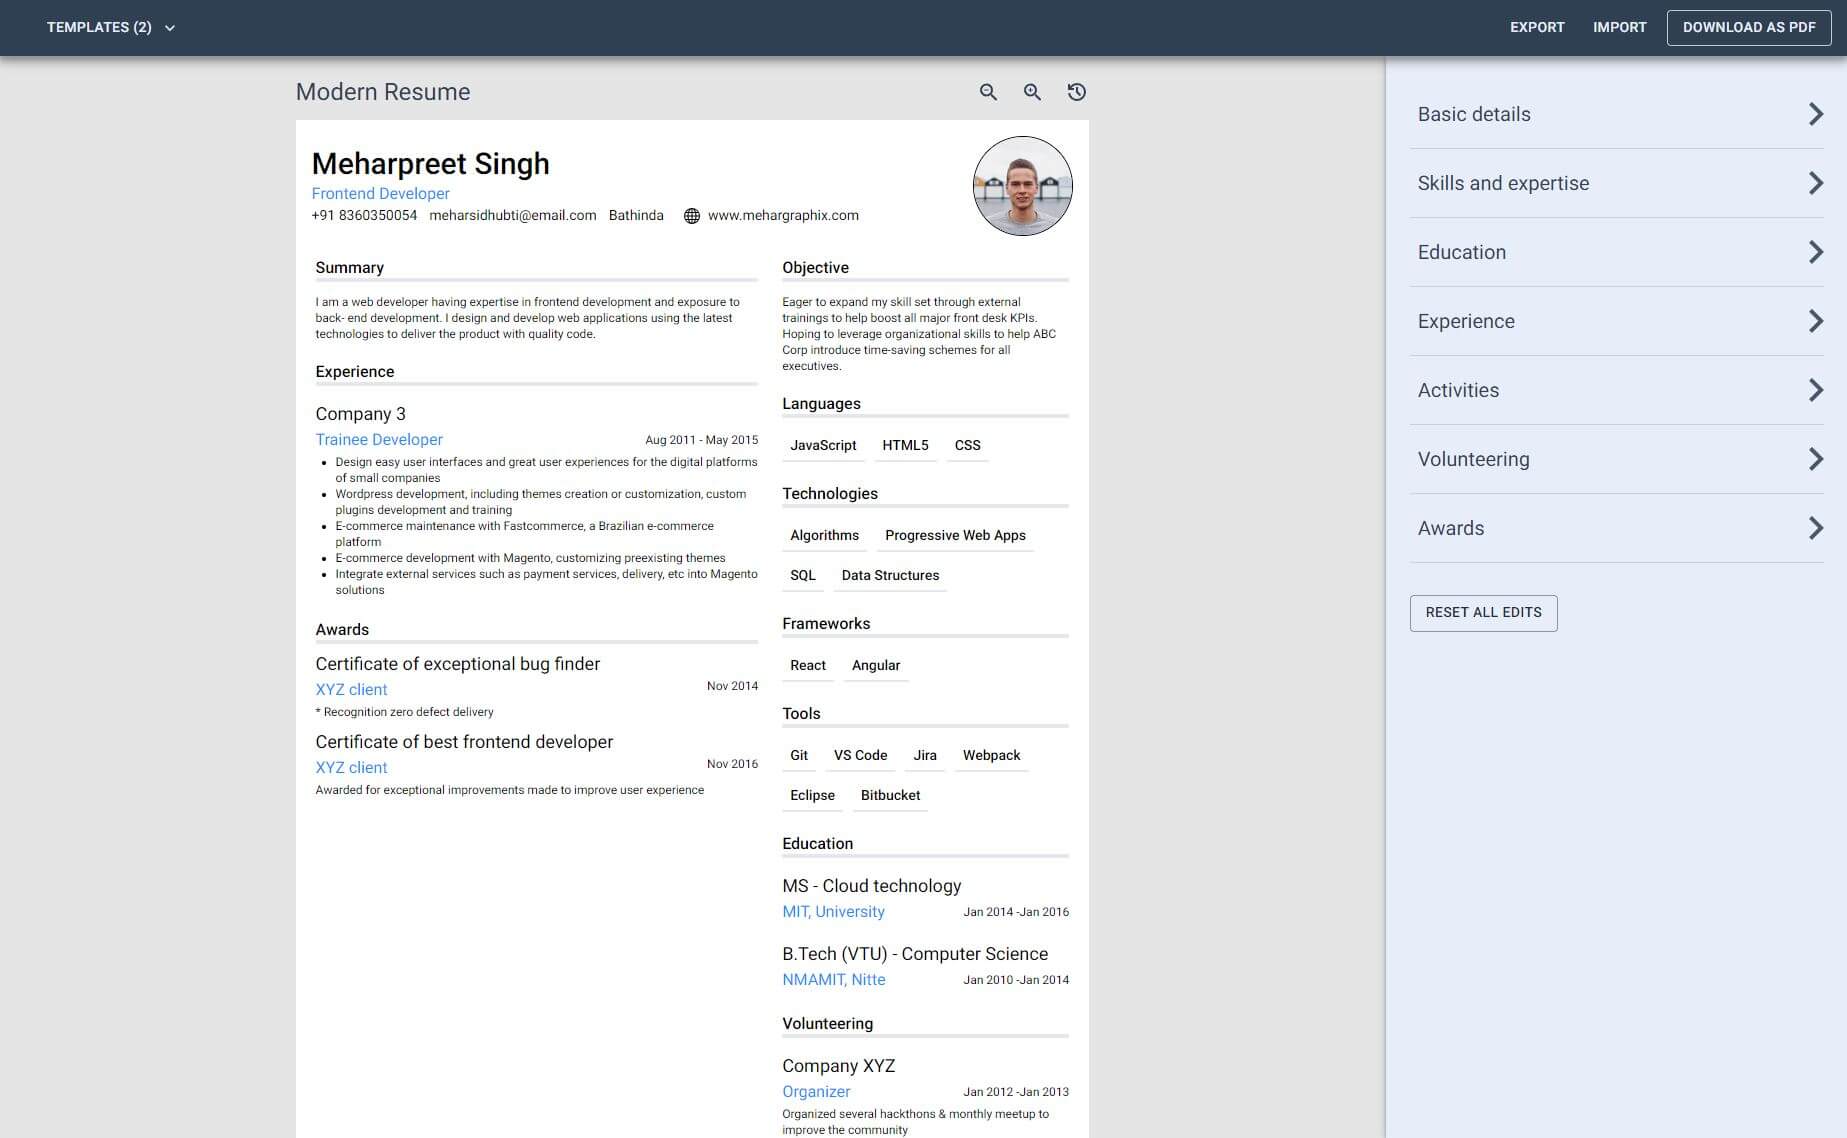 TEMPLATES (2)
EXPORT
IMPORT
DOWNLOAD AS PDF
Modern Resume
Meharpreet Singh
Frontend Developer
+91 8360350054 meharsidhubti@email.com Bathinda www.mehargraphix.com
Summary
I am a web developer having expertise in frontend development and exposure to
back- end development. I design and develop web applications using the latest
technologies to deliver the product with quality code.
Experience
Company 3
Trainee Developer Aug 2011 - May 2015
Design easy user interfaces and great user experiences for the digital platforms
of small companies
Wordpress development, including themes creation or customization, custom
plugins development and training
E-commerce maintenance with Fastcommerce, a Brazilian e-commerce
platform
E-commerce development with Magento, customizing preexisting themes
Integrate external services such as payment services, delivery, etc into Magento
solutions
Awards
Certificate of exceptional bug finder
XYZ client Nov 2014
* Recognition zero defect delivery
Certificate of best frontend developer
XYZ client Nov 2016
Awarded for exceptional improvements made to improve user experience
Objective
Eager to expand my skill set through external
trainings to help boost all major front desk KPIs.
Hoping to leverage organizational skills to help ABC
Corp introduce time-saving schemes for all
executives.
Languages
JavaScript HTML5 CSS
Technologies
Algorithms Progressive Web Apps
SQL Data Structures
Frameworks
React Angular
Tools
Git VS Code Jira Webpack
Eclipse Bitbucket
Education
MS - Cloud technology
MIT, University Jan 2014 -Jan 2016
B.Tech (VTU) - Computer Science
NMAMIT, Nitte Jan 2010 -Jan 2014
Volunteering
Company XYZ
Organizer Jan 2012 -Jan 2013
Organized several hackthons & monthly meetup to
improve the community
Basic details
Skills and expertise
Education
Experience
Activities
Volunteering
Awards
RESET ALL EDITS